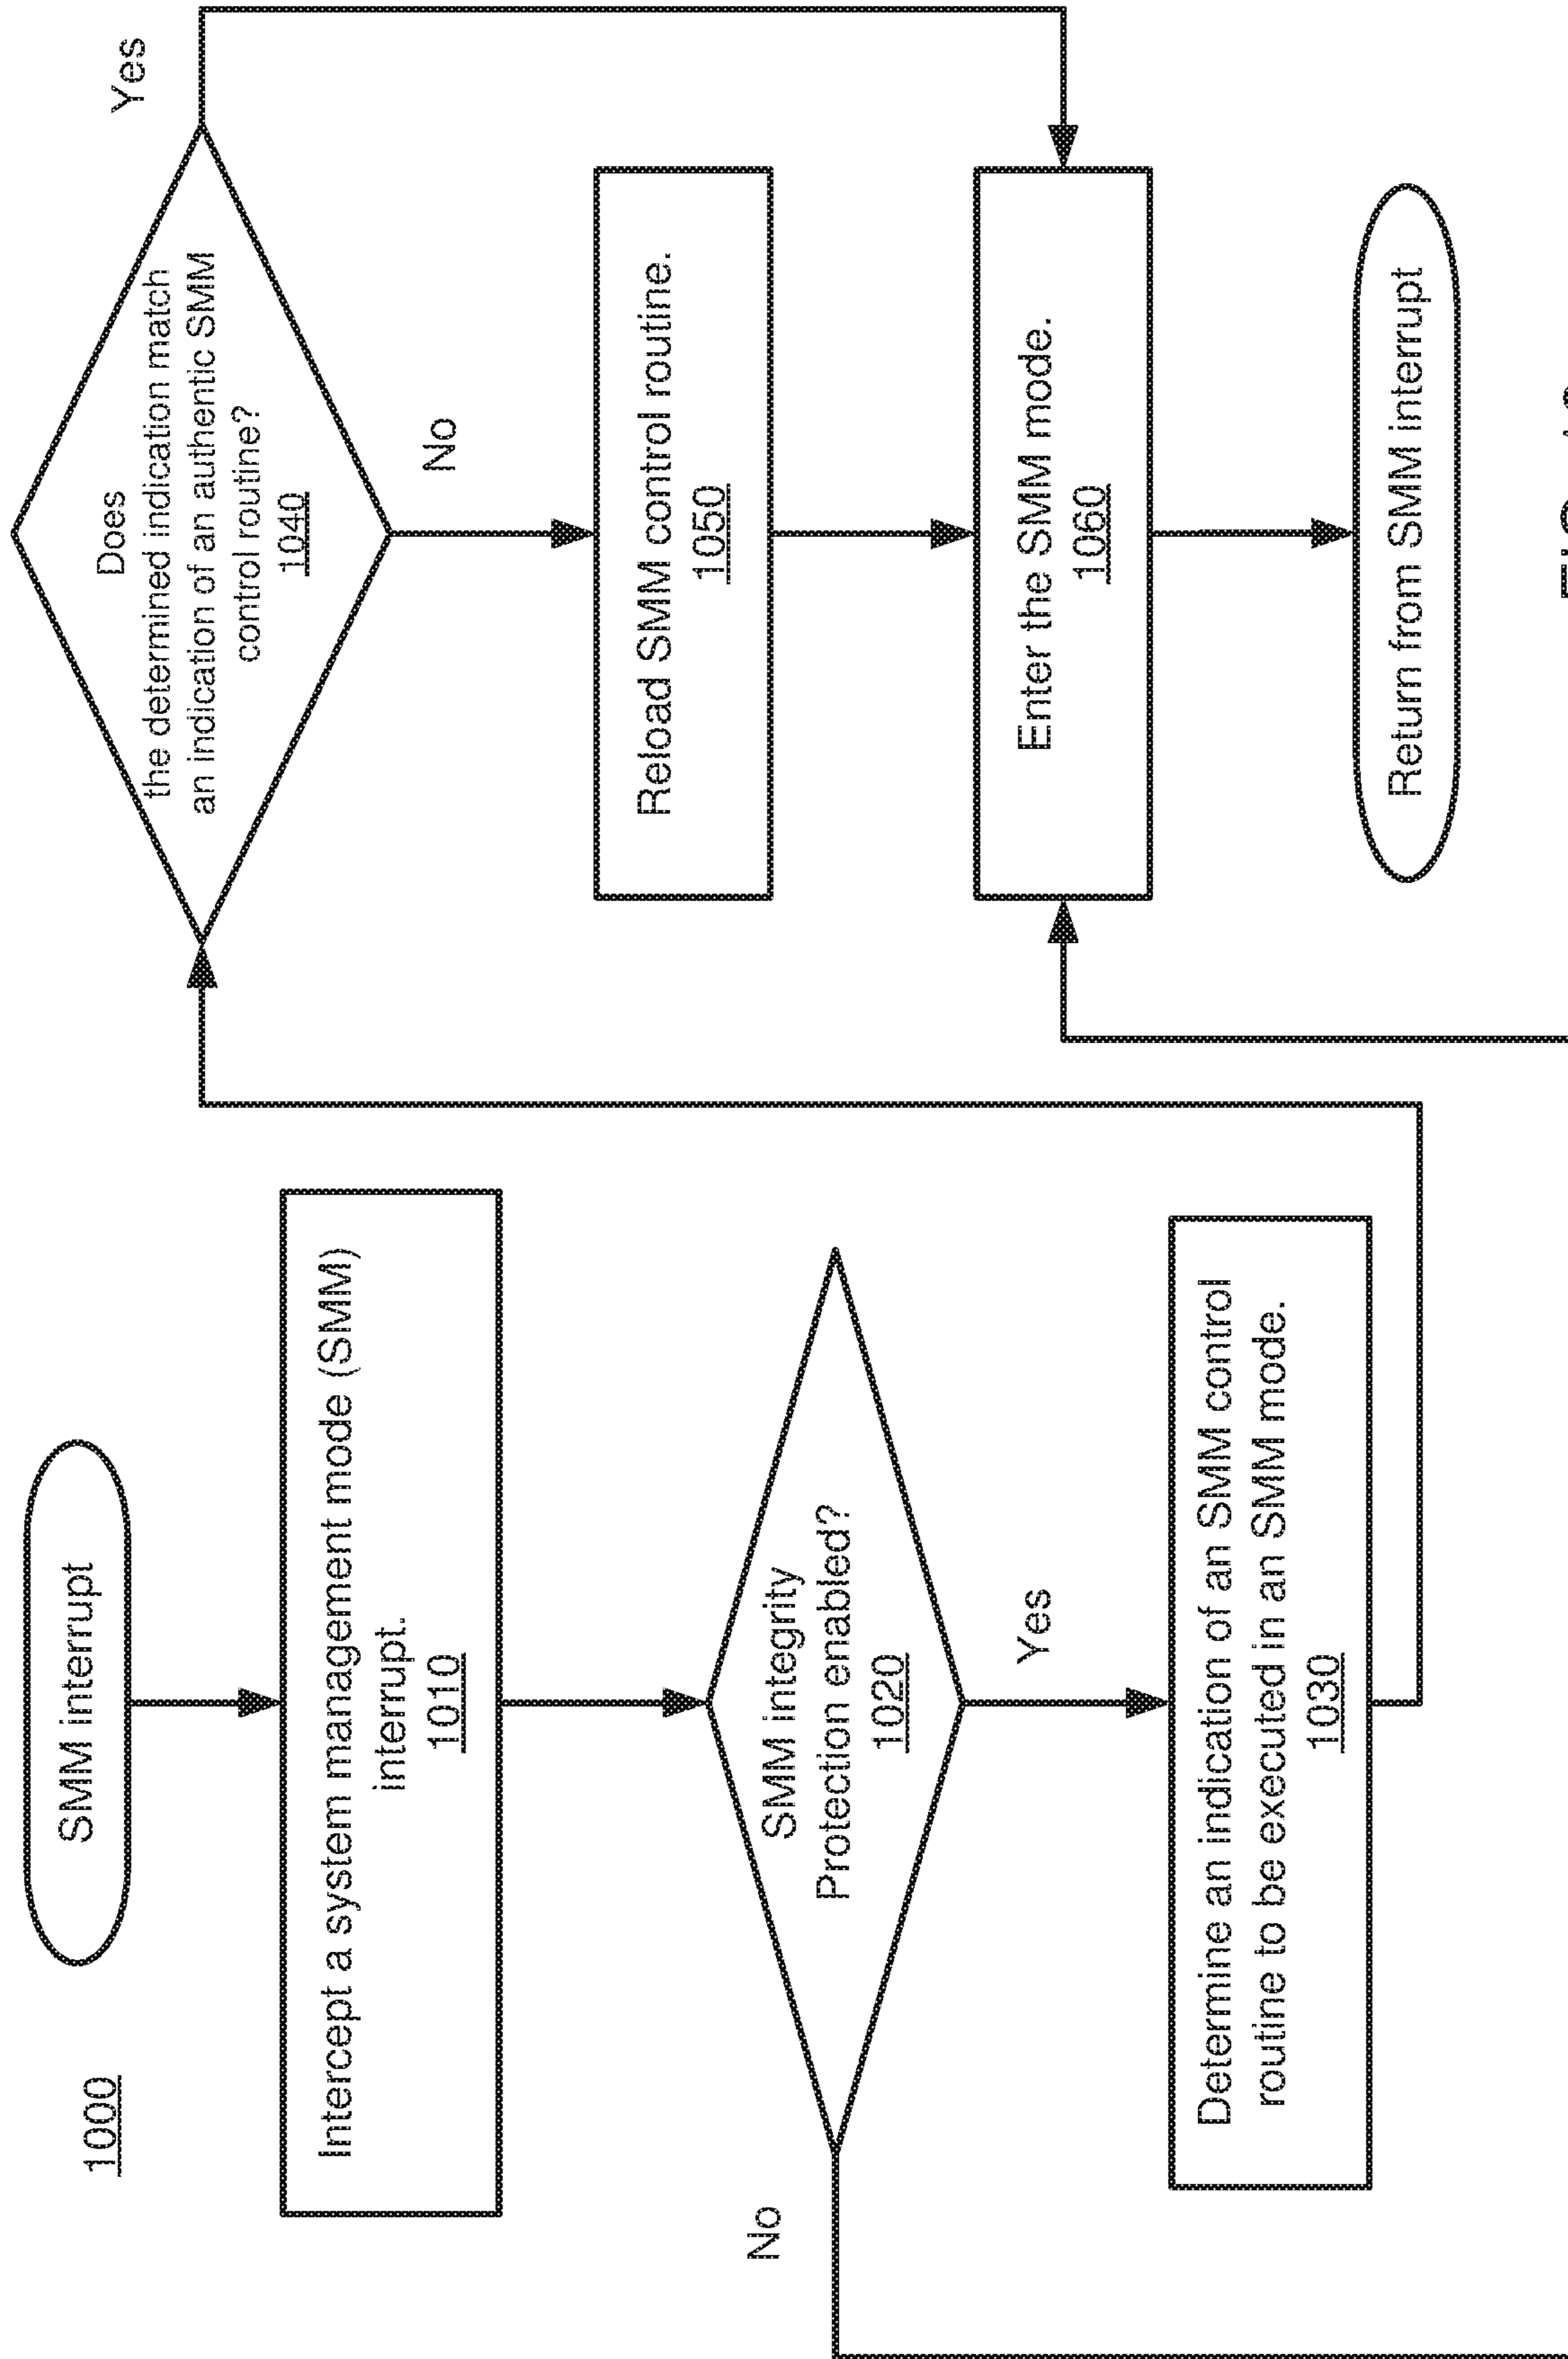 1000
SMM interrupt
Intercept a system management mode (SMM)
interrupt.
1010
SMM integrity
Protection enabled?
1020
No
Yes
Determine an indication of an SMM control
routine to be executed in an SMM mode.
1030
Does
the determined indication match
an indication of an authentic SMM
control routine?
1040
Yes
No
Reload SMM control routine.
1050
Enter the SMM mode.
1060
Return from SMM interrupt